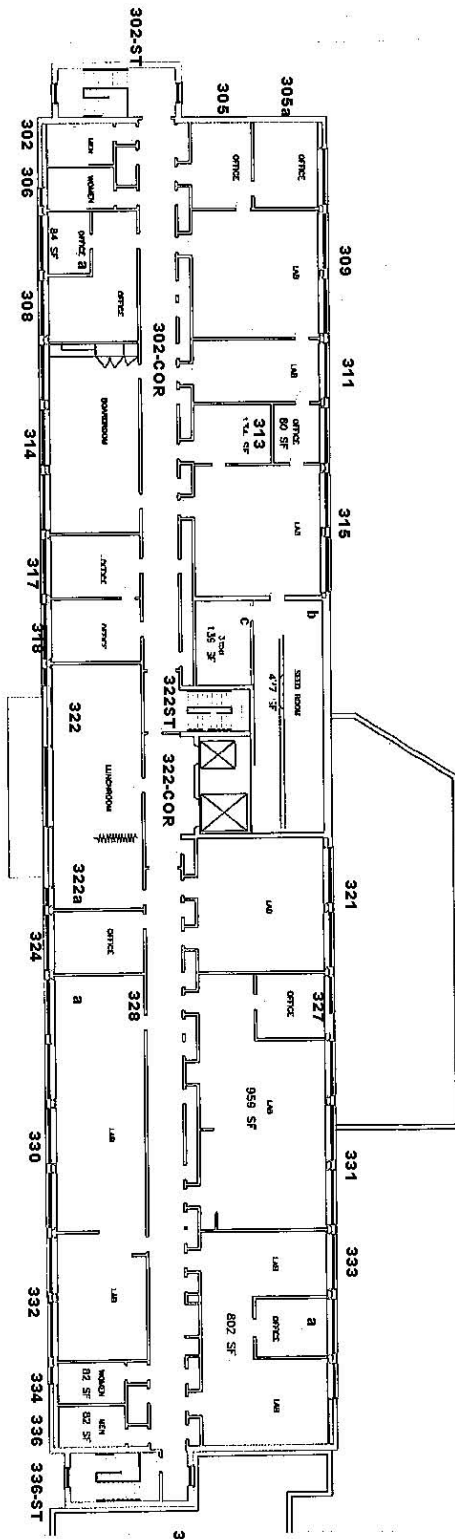 302-ST
305
305a
302
306
MEN
WOMEN
OFFICE
OFFICE
OFFICE
a
84 SF
308
OFFICE
LAB
309
302-COR
LAB
311
313
OFFICE
80 SF
BOARDROOM
314
LAB
315
317
OFFICE
318
OFFICE
c
136 SF
b
SEED ROOM
322ST
322
LUNCHROOM
322-COR
322a
LAB
321
324
OFFICE
328
a
OFFICE
327
LAB
959 SF
LAB
330
331
LAB
333
332
LAB
a
OFFICE
802 SF
LAB
334
WOMEN
82 SF
336
MEN
82 SF
336-ST
3